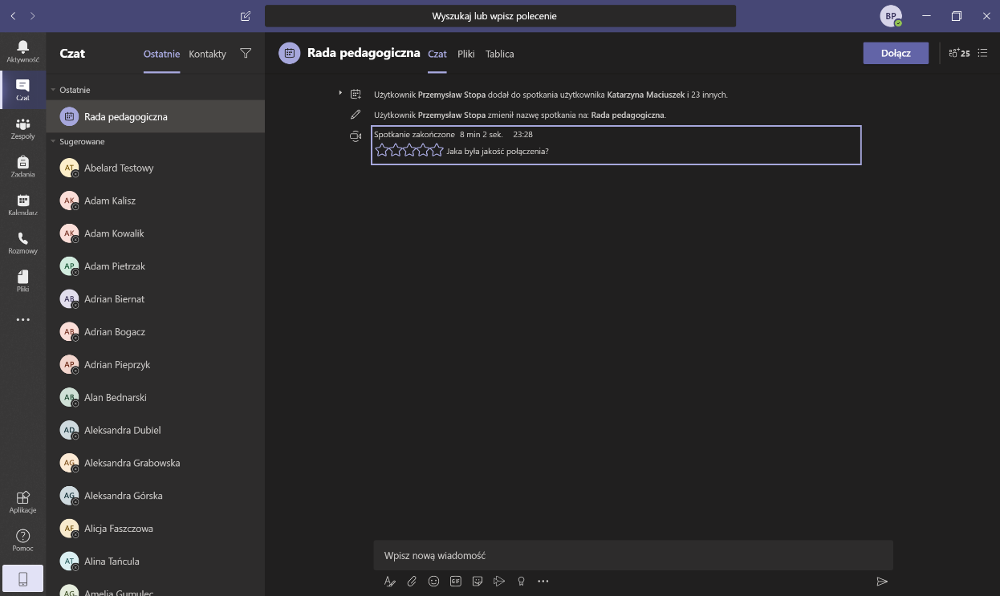 Wyszukaj lub wpisz polecenie
BP
Aktywność
Czat
Zespoły
Zadania
Kalendarz
Rozmowy
Pliki
Aplikacje
Pomoc
Czat
Ostatnie Kontakty
Ostatnie
Rada pedagogiczna
Sugerowane
AT Abelard Testowy
AK Adam Kalisz
AK Adam Kowalik
AP Adam Pietrzak
AB Adrian Biernat
AB Adrian Bogacz
AP Adrian Pieprzyk
AB Alan Bednarski
AD Aleksandra Dubiel
AG Aleksandra Grabowska
AG Aleksandra Górska
AF Alicja Faszczowa
AT Alina Tańcula
AG Amelia Gumulec
Rada pedagogiczna Czat Pliki Tablica
Dołącz
25
Użytkownik Przemysław Stopa dodał do spotkania użytkownika Katarzyna Maciuszek i 23 innych.
Użytkownik Przemysław Stopa zmienił nazwę spotkania na: Rada pedagogiczna.
Spotkanie zakończone 8 min 2 sek. 23:28
Jaka była jakość połączenia?
Wpisz nową wiadomość
GIF